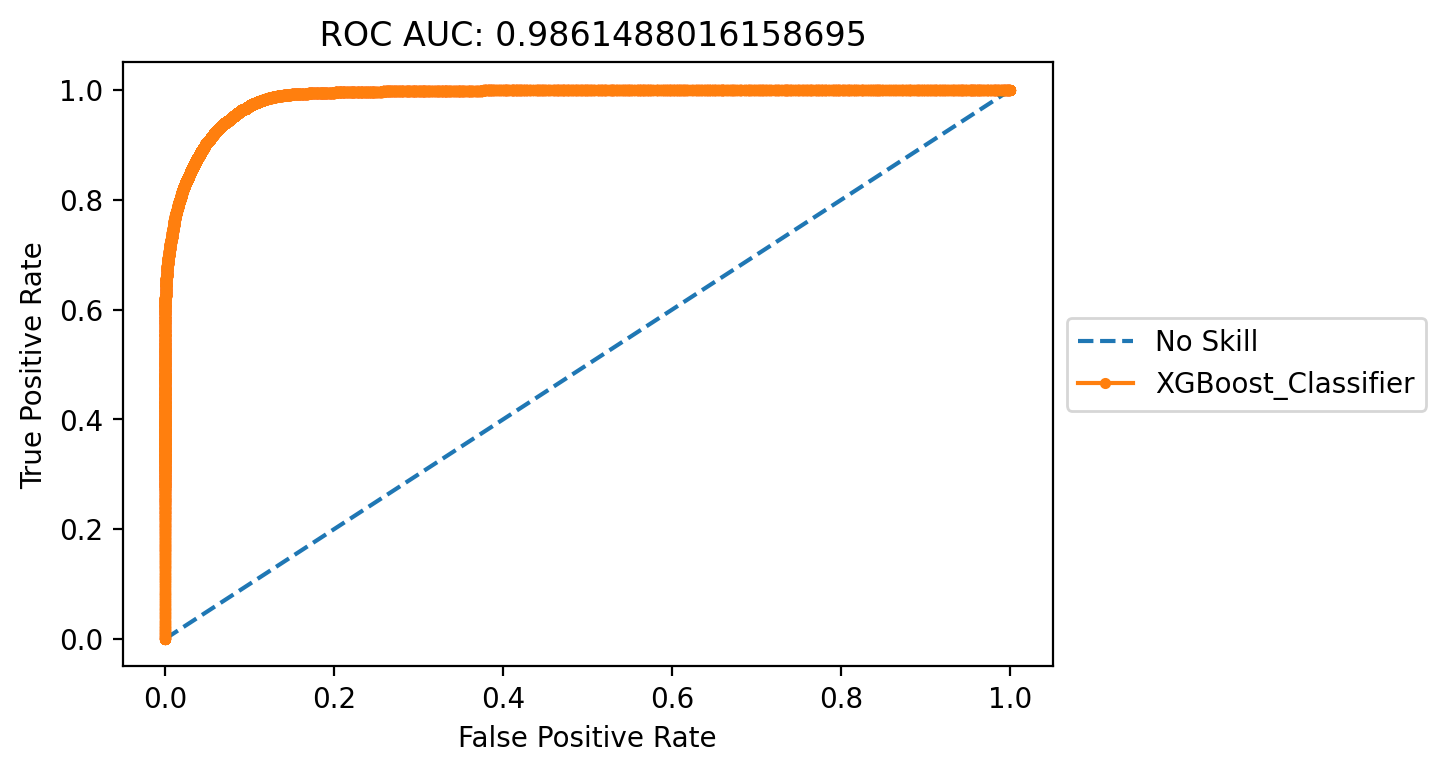 ROC AUC: 0.9861488016158695
True Positive Rate
1.0
0.8
0.6
0.4
0.2
0.0
0.0 0.2 0.4 0.6 0.8 1.0
False Positive Rate
No Skill
XGBoost_Classifier